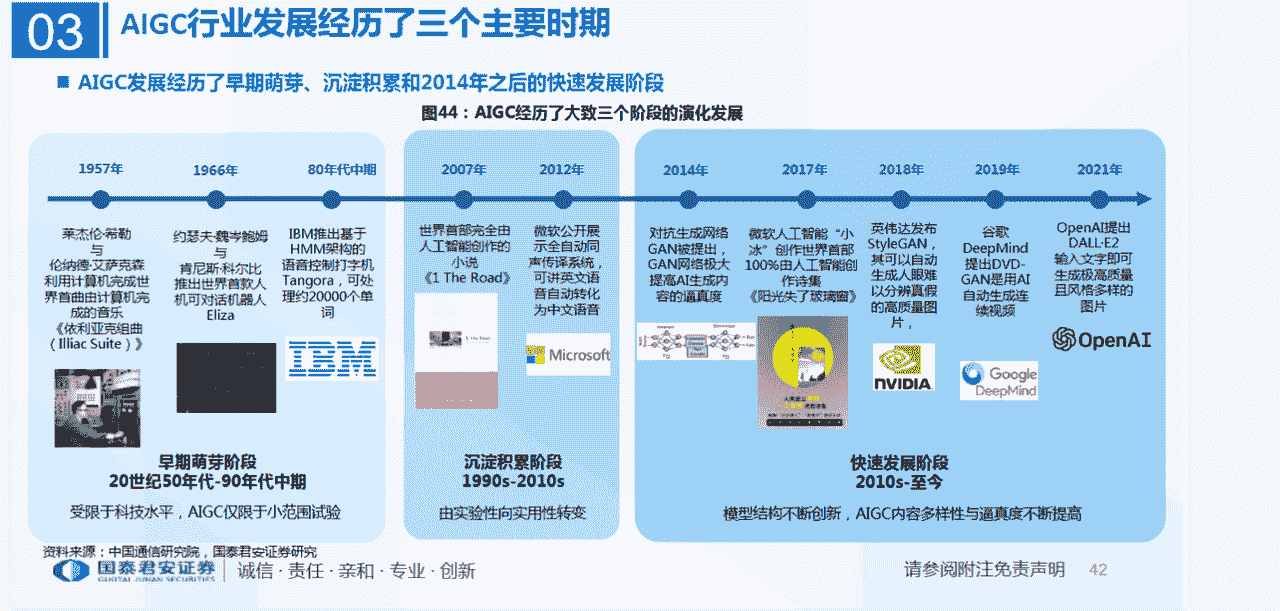 03
AIGC行业发展经历了三个主要时期
AIGC发展经历了早期萌芽、沉淀积累和2014年之后的快速发展阶段
图44：AIGC经历了大致三个阶段的演化发展
1957年
莱杰伦·希勒
与
伦纳德·艾萨克森
利用计算机完成世
界首曲由计算机完
成的音乐
《依利亚克组曲
（Illiac Suite）》
1966年
约瑟夫·魏岑鲍姆
与
肯尼斯·科尔比
推出世界首款人
机可对话机器人
Eliza
80年代中期
IBM推出基于
HMM架构的
语音控制打字机
Tangora，可处
理约20000个单
词
IBM
早期萌芽阶段
20世纪50年代-90年代中期
受限于科技水平，AIGC仅限于小范围试验
2007年
世界首部完全由
人工智能创作的
小说
《1 The Road》
1 The Road
2012年
微软公开展
示全自动同
声传译系统，
可讲英文语
音自动转化
为中文语音
Microsoft
沉淀积累阶段
1990s-2010s
由实验性向实用性转变
2014年
对抗生成网络
GAN被提出，
GAN网络极大
提高AI生成内
容的逼真度
2017年
微软人工智能“小
冰”创作世界首部
100%由人工智能创
作诗集
《阳光失了玻璃窗》
2018年
英伟达发布
StyleGAN，
其可以自动
生成人眼难
以分辨真假
的高质量图
片，
NVIDIA
2019年
谷歌
DeepMind
提出DVD-
GAN是用AI
自动生成连
续视频
Google
DeepMind
2021年
OpenAI提出
DALL·E2
输入文字即可
生成极高质量
且风格多样的
图片
OpenAI
快速发展阶段
2010s-至今
模型结构不断创新，AIGC内容多样性与逼真度不断提高
资料来源：中国通信研究院，国泰君安证券研究
国泰君安证券
GUOTAI JUNAN SECURITIES
诚信·责任·亲和·专业·创新
请参阅附注免责声明
42